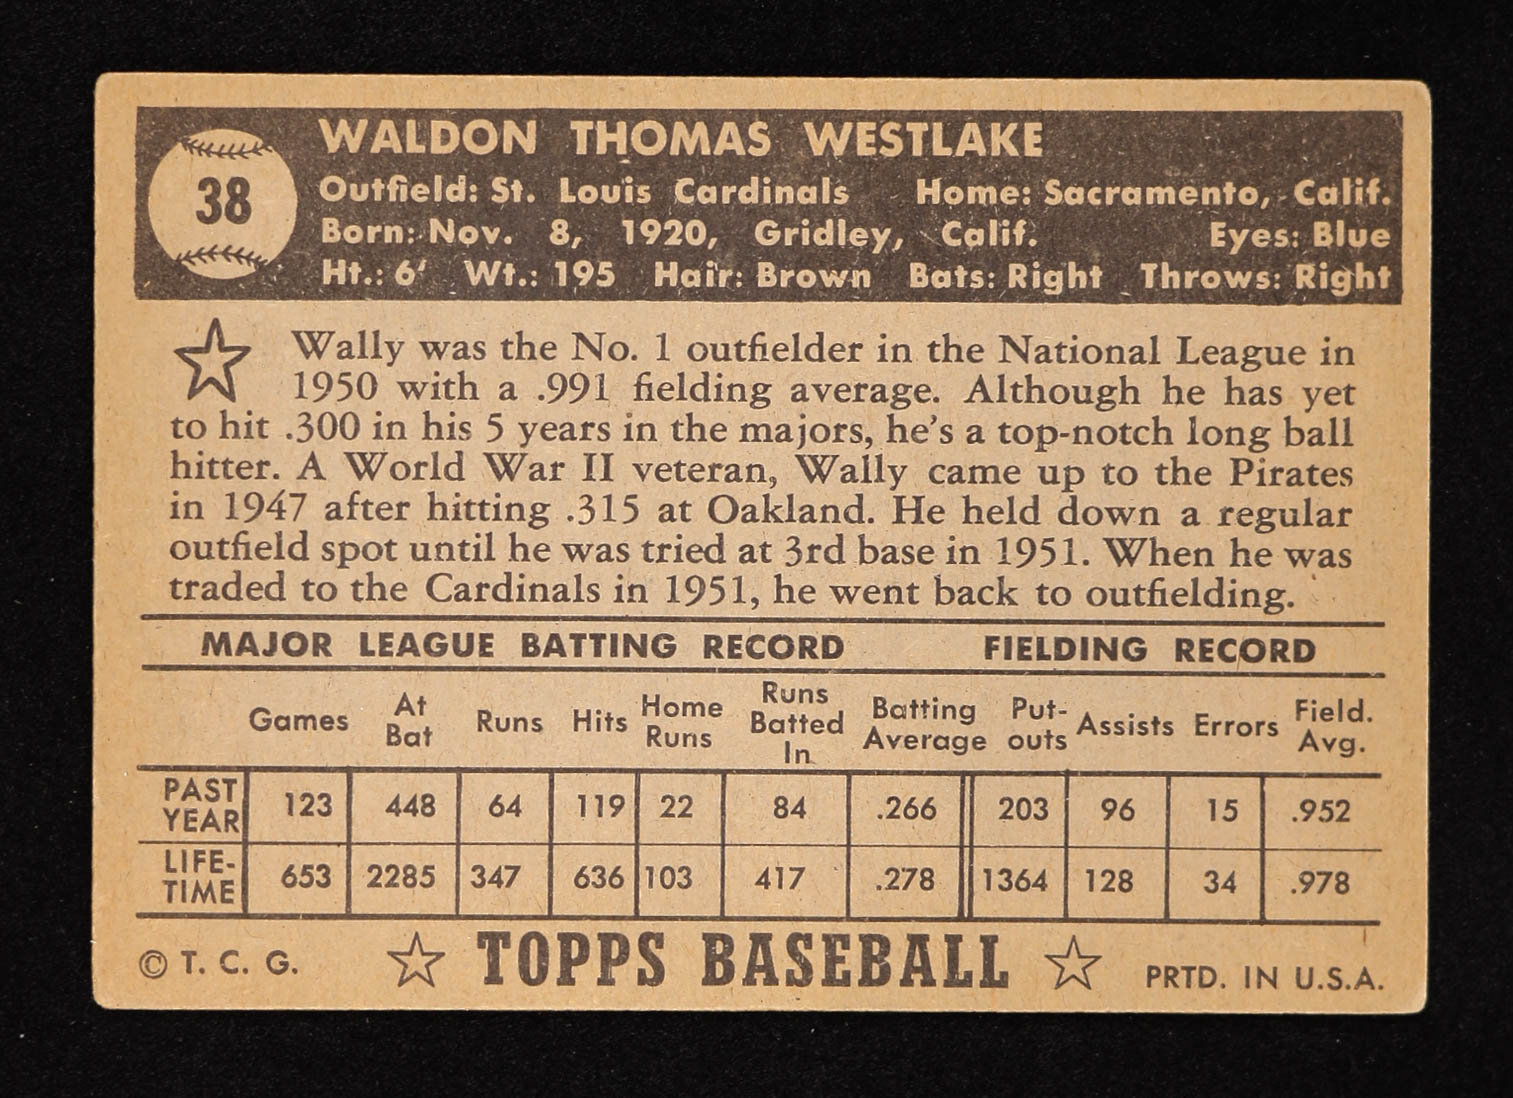 38
WALDON THOMAS WESTLAKE
Outfield: St. Louis Cardinals Home: Sacramento, Calif.
Born: Nov. 8, 1920, Gridley, Calif. Eyes: Blue
Ht.: 6' Wt.: 195 Hair: Brown Bats: Right Throws: Right
Wally was the No. 1 outfielder in the National League in
1950 with a .991 fielding average. Although he has yet
to hit .300 in his 5 years in the majors, he's a top-notch long ball
hitter. A World War II veteran, Wally came up to the Pirates
in 1947 after hitting .315 at Oakland. He held down a regular
outfield spot until he was tried at 3rd base in 1951. When he was
traded to the Cardinals in 1951, he went back to outfielding.
MAJOR LEAGUE BATTING RECORD FIELDING RECORD
Games At Bat Runs Hits Home Runs Runs Batted In Batting Average Put-outs Assists Errors Field. Avg.
PAST YEAR 123 448 64 119 22 84 .266 203 96 15 .952
LIFE-TIME 653 2285 347 636 103 417 .278 1364 128 34 .978
© T. C. G. TOPPS BASEBALL PRTD. IN U.S.A.